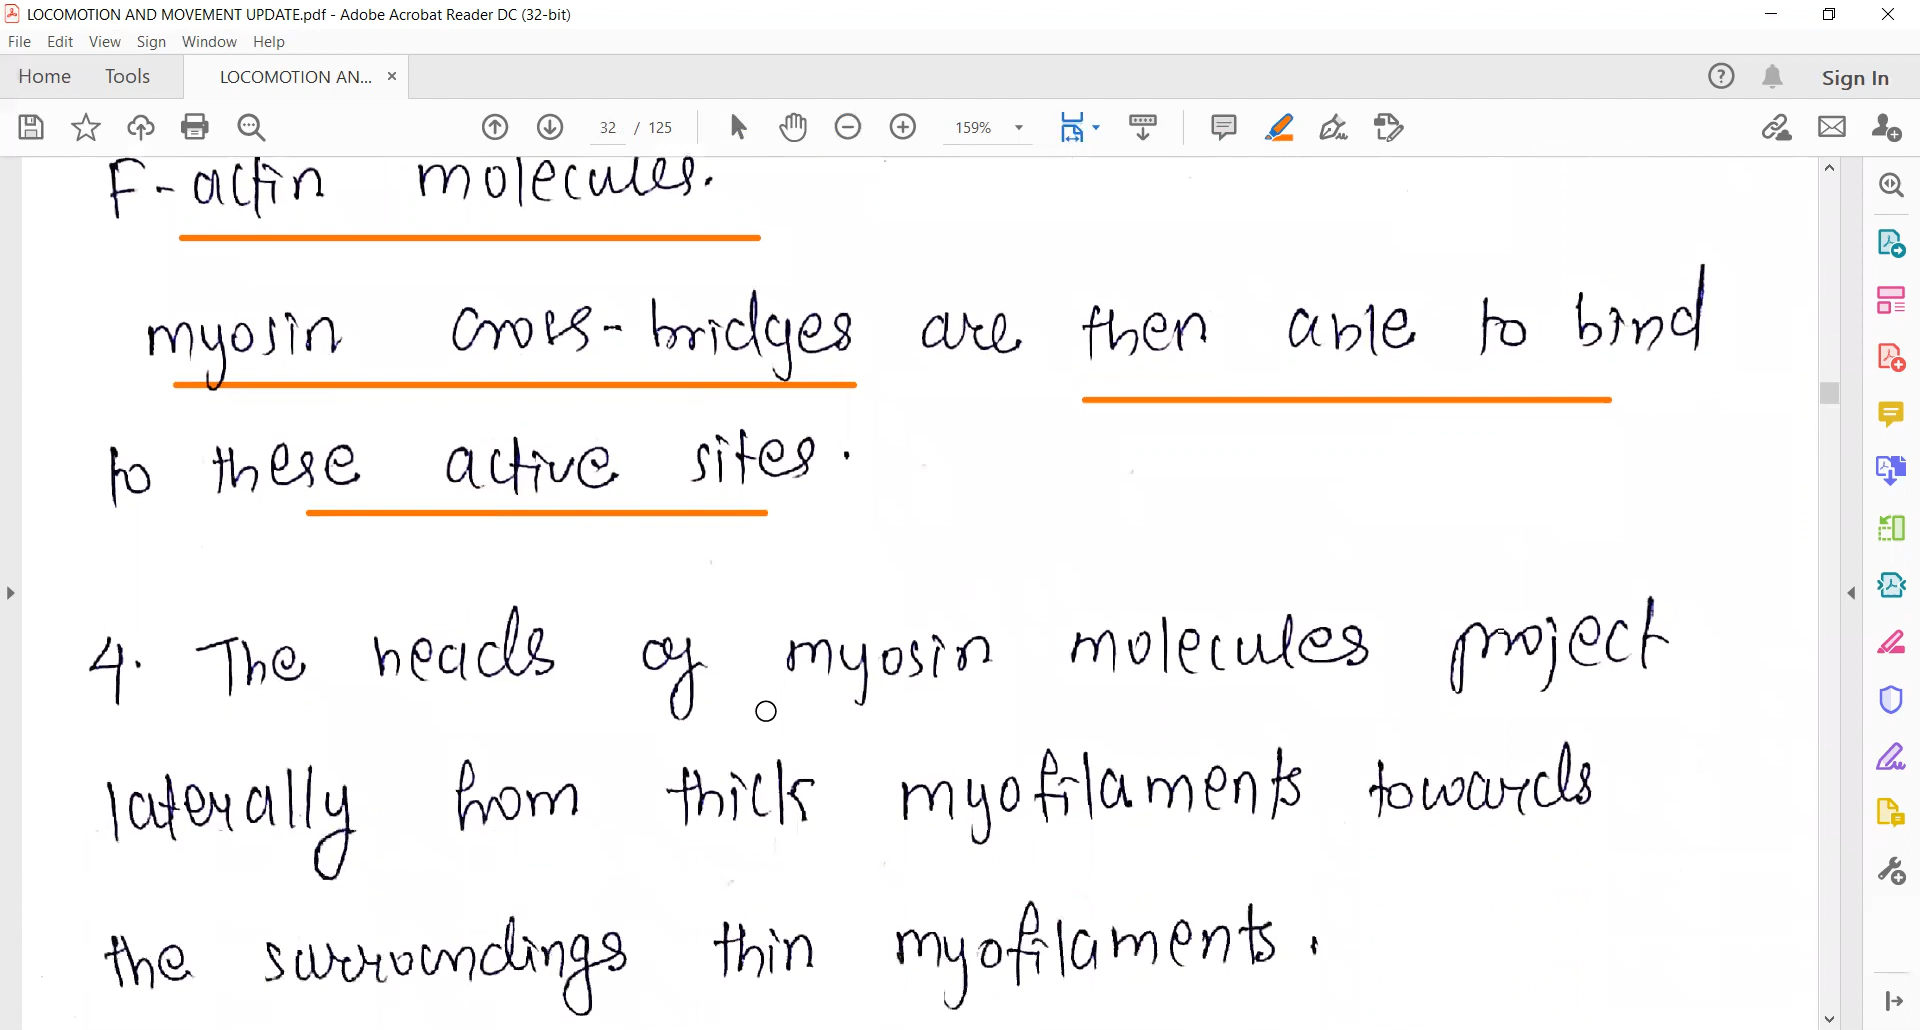 LOCOMOTION AND MOVEMENT UPDATE.pdf - Adobe Acrobat Reader DC (32-bit)
File Edit View Sign Window Help
Home Tools LOCOMOTION AN... × Sign In
32 / 125 159%
F-actin molecules.
myosin cross-bridges are then able to bind
to these active sites.
4. The heads of myosin molecules project
laterally from thick myofilaments towards
the surroundings thin myofilaments.